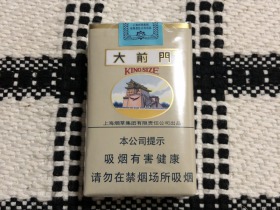 大前門
KING SIZE
上海烟草集团有限责任公司出品
本公司提示
吸烟有害健康
请勿在禁烟场所吸烟